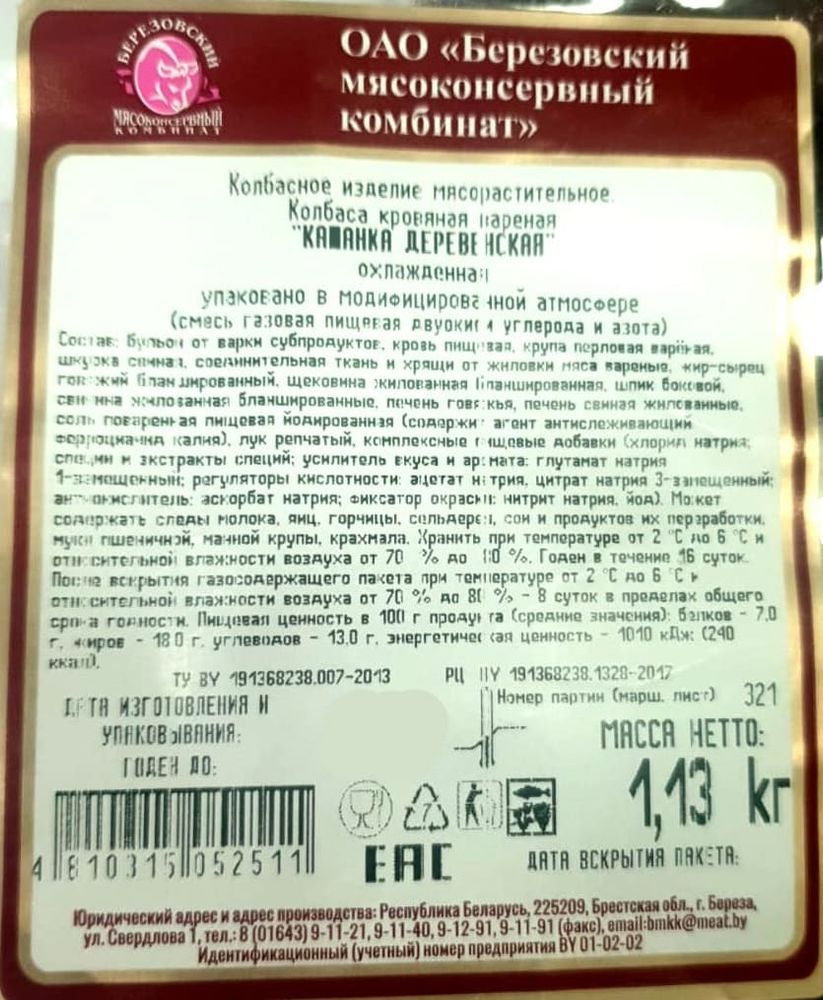 БЕРЕЗОВСКИЙ
МЯСОКОНСЕРВНЫЙ
КОМБИНАТ
ОАО «Березовский
мясоконсервный
комбинат»
Колбасное изделие мясорастительное.
Колбаса кровяная вареная
"КАШАНКА ДЕРЕВЕНСКАЯ"
охлажденная
упаковано в модифицированной атмосфере
(смесь газовая пищевая двуокиси углерода и азота)
Состав: бульон от варки субпродуктов, кровь пищевая, крупа перловая варёная,
шкурка свиная, соединительная ткань и хрящи от жиловки мяса вареные, жир-сырец
говяжий бланшированный, щековина жилованная бланшированная, шпик боковой,
свинина жилованная бланшированные, печень говяжья, печень свиная жилованные,
соль поваренная пищевая йодированная (содержит агент антислеживающий
ферроцианид калия), лук репчатый, комплексные пищевые добавки (хлорид натрия;
специи и экстракты специй; усилитель вкуса и аромата: глутамат натрия
1-замещенный; регуляторы кислотности: ацетат натрия, цитрат натрия 3-замещенный;
антиокислитель: аскорбат натрия; фиксатор окраски: нитрит натрия, йод). Может
содержать следы молока, яиц, горчицы, сельдерея, сои и продуктов их переработки,
муки пшеничной, манной крупы, крахмала. Хранить при температуре от 2 °С до 6 °С и
относительной влажности воздуха от 70 % до 80 %. Годен в течение 16 суток.
После вскрытия газосодержащего пакета при температуре от 2 °С до 6 °С и
относительной влажности воздуха от 70 % до 80 % - 8 суток в пределах общего
срока годности. Пищевая ценность в 100 г продукта (средние значения): белков - 7,0
г, жиров - 18,0 г, углеводов - 13,0 г, энергетическая ценность - 1010 кДж (240
ккал).
ТУ BY 191368238.007-2013 РЦ BY 191368238.1328-2017
Номер партии (марш. лист) 321
ДАТА ИЗГОТОВЛЕНИЯ И
УПАКОВЫВАНИЯ:
ГОДЕН ДО:
МАССА НЕТТО:
1,13 кг
4 810315 052511
7
EAC
ДАТА ВСКРЫТИЯ ПАКЕТА:
Юридический адрес и адрес производства: Республика Беларусь, 225209, Брестская обл., г. Береза,
ул. Свердлова 1, тел.: 8 (01643) 9-11-21, 9-11-40, 9-12-91, 9-11-91 (факс), email:bmkk@meat.by
Идентификационный (учетный) номер предприятия BY 01-02-02